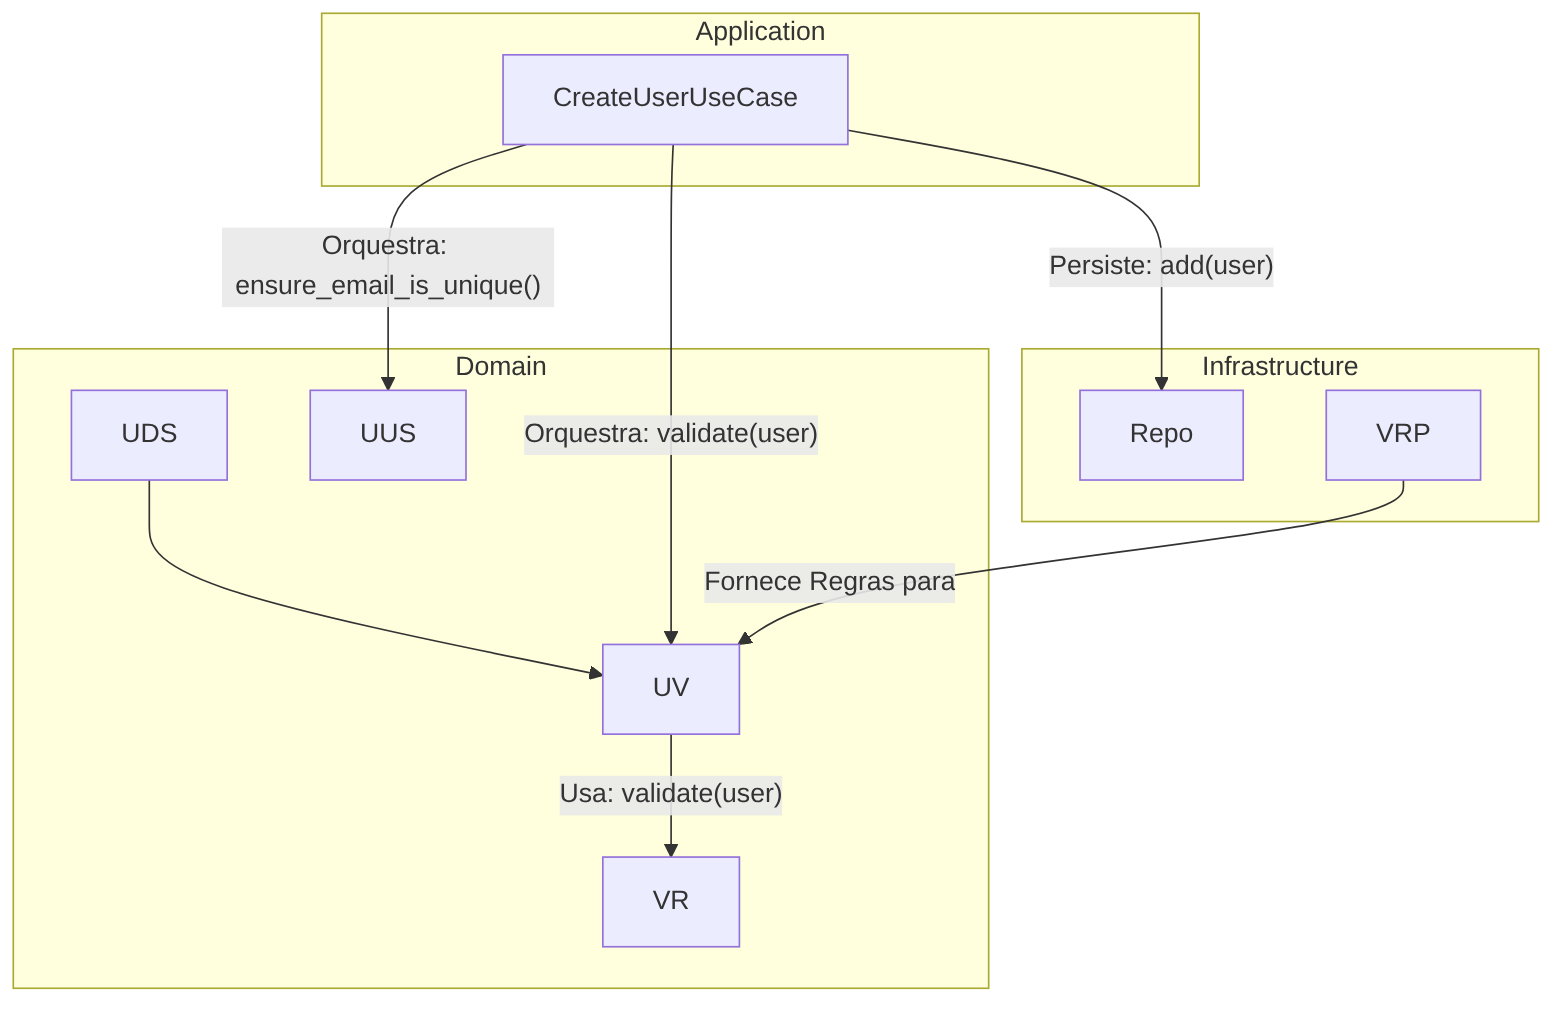 Application
CreateUserUseCase
Orquestra:
ensure_email_is_unique()
Persiste: add(user)
Domain
Infrastructure
UDS
UUS
Orquestra: validate(user)
Repo
VRP
Fornece Regras para
UV
Usa: validate(user)
VR